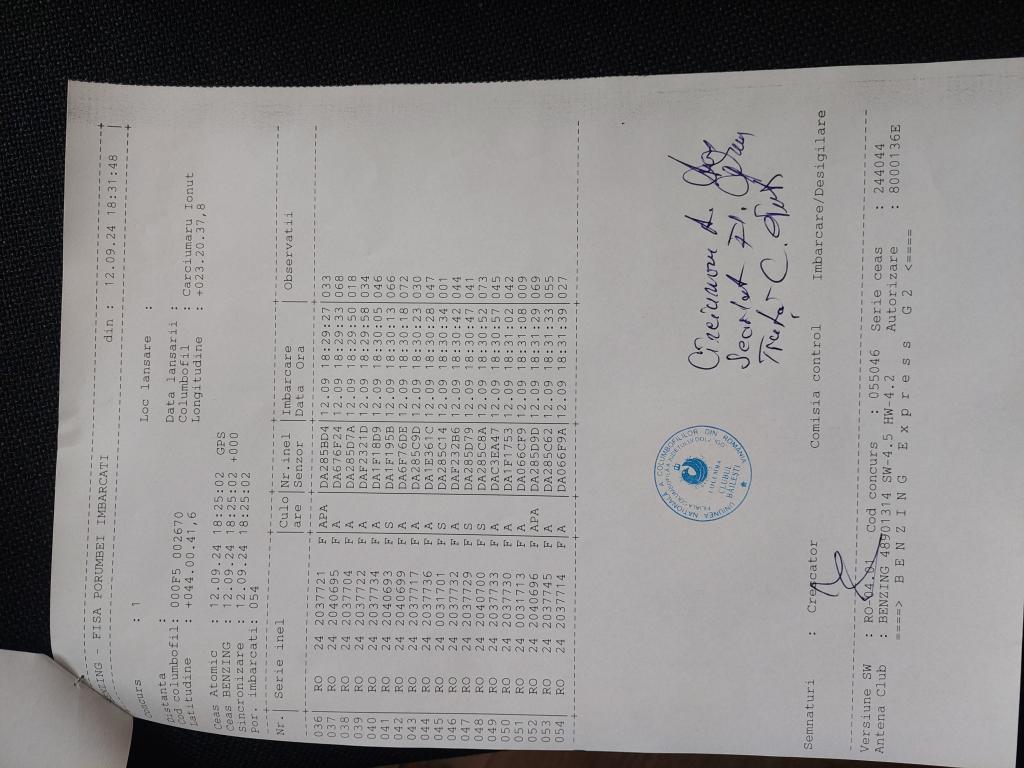 NZING - FISA PORUMBEI IMBARCATI din : 12.09.24 18:31:48
Concurs : 1 Loc lansare :
Distanta : Data lansarii :
Cod columbofil: 000F5 002670 Columbofil : Carciumaru Ionut
Latitudine : +044.00.41,6 Longitudine : +023.20.37,8
Ceas Atomic : 12.09.24 18:25:02 GPS
Ceas BENZING : 12.09.24 18:25:02 +000
Sincronizare : 12.09.24 18:25:02
Por. imbarcati: 054
Nr.| Serie inel |Culo|Nr.inel |Imbarcare | Observatii
|are |Senzor |Data Ora
036| RO 24 2037721 F APA |DA285BD4|12.09 18:29:27|033
037| RO 24 2040695 F A |DA676F24|12.09 18:29:33|068
038| RO 24 2037704 F A |DA285D7A|12.09 18:29:50|018
039| RO 24 2037722 F A |DAF2321D|12.09 18:29:58|034
040| RO 24 2037734 F A |DA1F18D9|12.09 18:30:05|046
041| RO 24 2040693 F S |DA1F195B|12.09 18:30:13|066
042| RO 24 2040699 F A |DA6F76DE|12.09 18:30:18|072
043| RO 24 2037717 F A |DA285C9D|12.09 18:30:23|030
044| RO 24 2037736 F A |DA1E361C|12.09 18:30:28|047
045| RO 24 0031701 F S |DA285C14|12.09 18:30:34|001
046| RO 24 2037732 F A |DAF232B6|12.09 18:30:42|044
047| RO 24 2037729 F S |DA285D79|12.09 18:30:47|041
048| RO 24 2040700 F S |DA285C8A|12.09 18:30:52|073
049| RO 24 2037733 F A |DAC3EA47|12.09 18:30:57|045
050| RO 24 2037730 F A |DA1F1753|12.09 18:31:02|042
051| RO 24 0031713 F A |DA066CF9|12.09 18:31:08|009
052| RO 24 2040696 F APA |DA285D9D|12.09 18:31:29|069
053| RO 24 2037745 F A |DA285C62|12.09 18:31:33|055
054| RO 24 2037714 F A |DA066F9A|12.09 18:31:39|027
UNIUNEA NATIONALA A COLUMBOFILILOR DIN ROMANIA
COLUMBA
CLUBUL
BĂILEȘTI
Semnaturi : Crescator Comisia control Imbarcare/Desigilare
Versiune SW : RO-04.01 Cod concurs : 055046 Serie ceas : 244044
Antena Club : BENZING 48901314 SW-4.5 HW-4.2 Autorizare : 8000136E
====> B E N Z I N G E x p r e s s G 2 <====